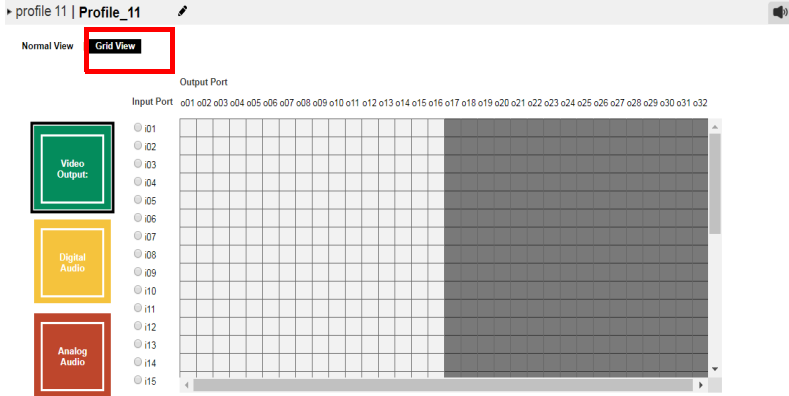 profile 11 | Profile_11
Normal View Grid View
Output Port
Input Port o01 o02 o03 o04 o05 o06 o07 o08 o09 o10 o11 o12 o13 o14 o15 o16 o17 o18 o19 o20 o21 o22 o23 o24 o25 o26 o27 o28 o29 o30 o31 o32
i01
i02
i03
i04
i05
i06
i07
i08
i09
i10
i11
i12
i13
i14
i15
Video
Output:
Digital
Audio
Analog
Audio